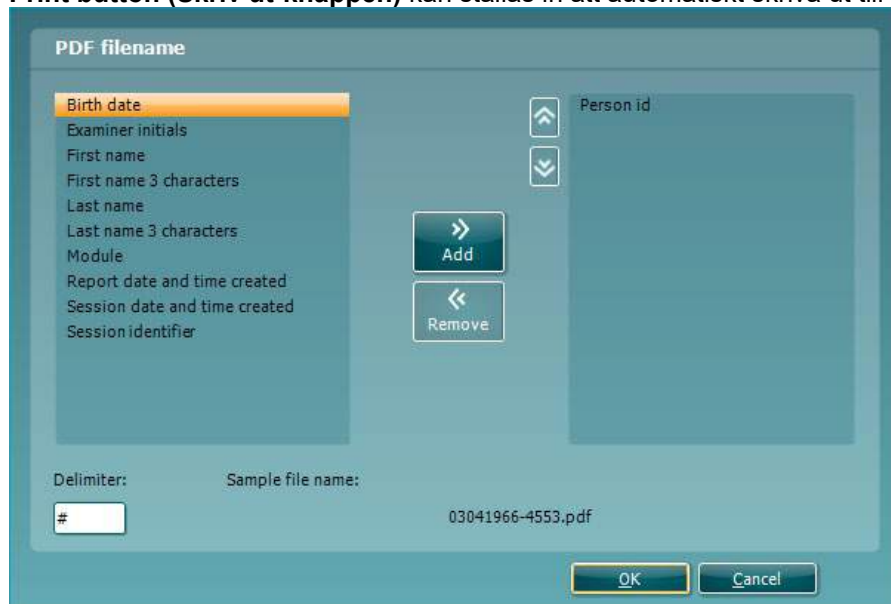 Print button (Skriv ut-knappen) kan ställas in att automatiskt skriva ut till
PDF filename
Birth date
Examiner initials
First name
First name 3 characters
Last name
Last name 3 characters
Module
Report date and time created
Session date and time created
Session identifier
Add
Remove
Person id
Delimiter:
Sample file name:
#
03041966-4553.pdf
OK
Cancel